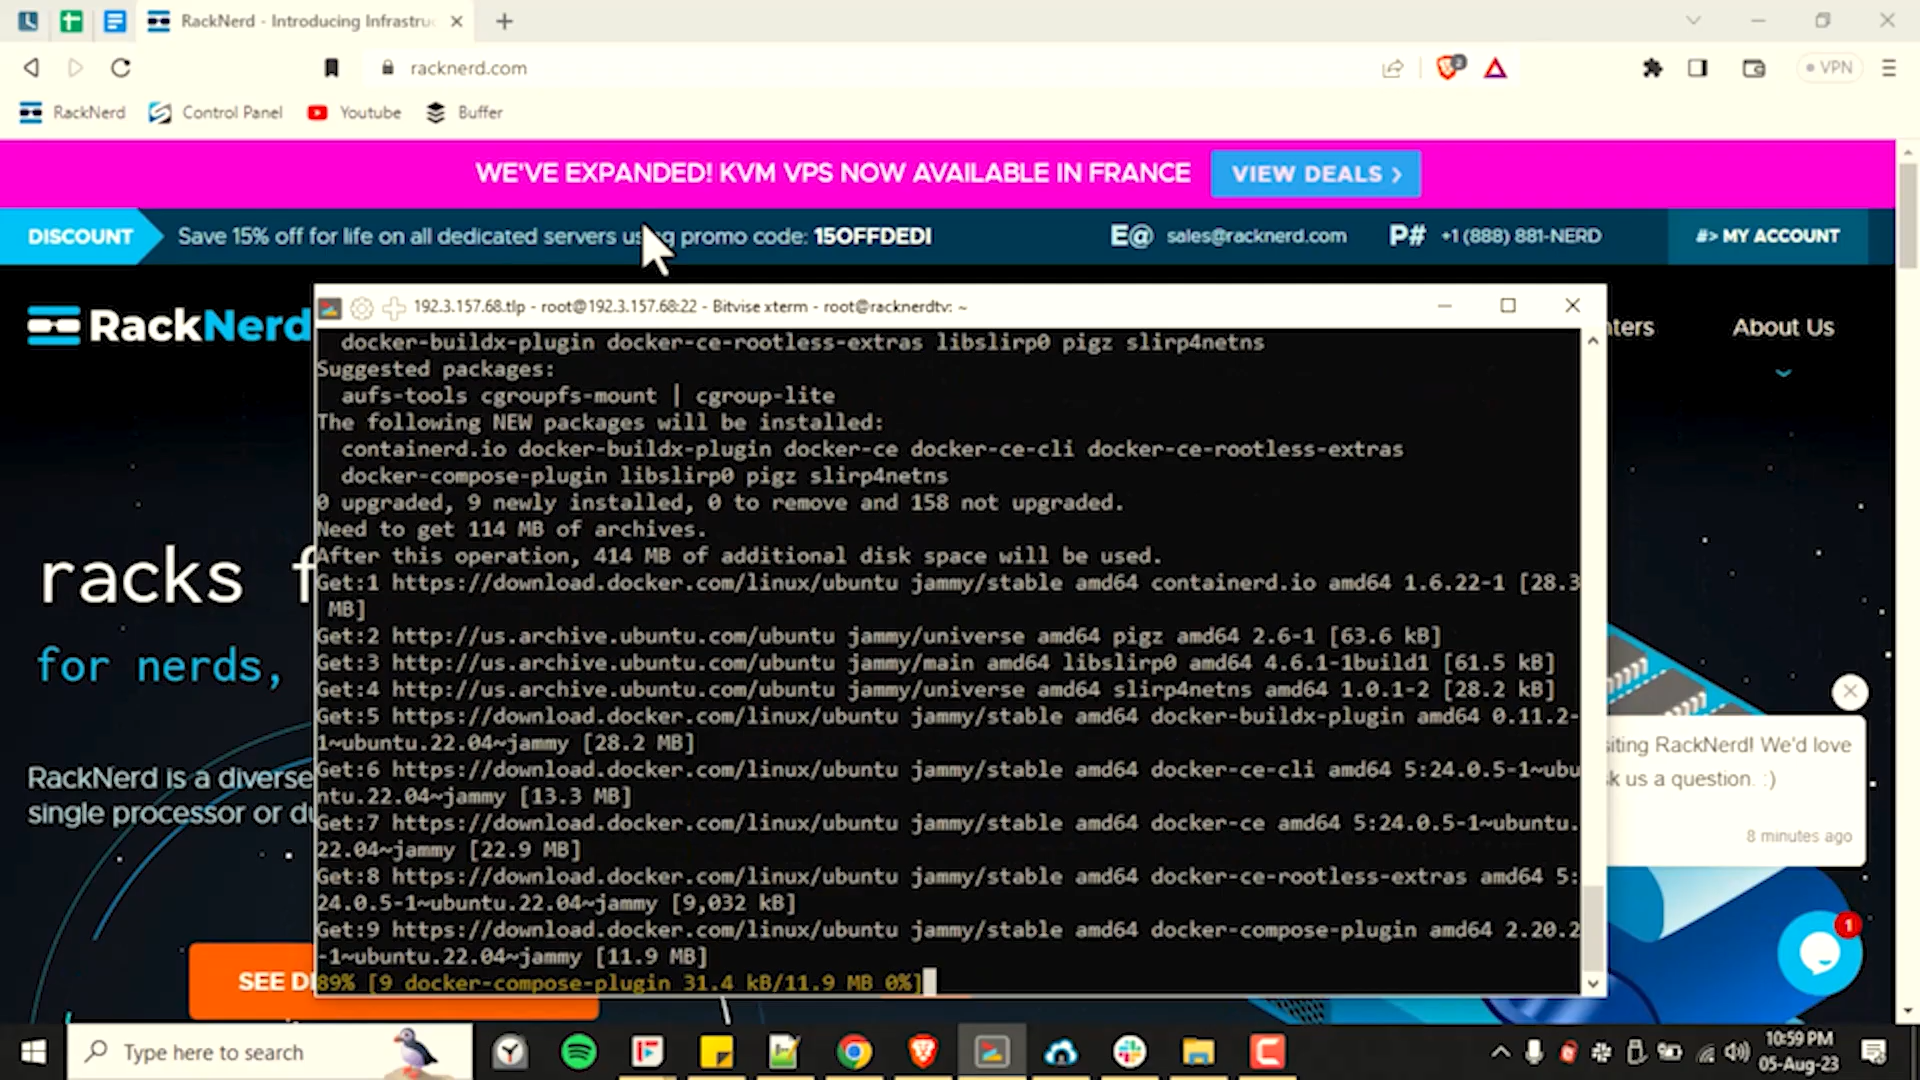 RackNerd - Introducing Infrastruc
racknerd.com
2
VPN
RackNerd
Control Panel
Youtube
Buffer
WE'VE EXPANDED! KVM VPS NOW AVAILABLE IN FRANCE
VIEW DEALS >
DISCOUNT
Save 15% off for life on all dedicated servers using promo code: 15OFFDEDI
E@ sales@racknerd.com
P# +1 (888) 881-NERD
#> MY ACCOUNT
RackNerd
nters
About Us
192.3.157.68.tlp - root@192.3.157.68:22 - Bitvise xterm - root@racknerdtv: ~
docker-buildx-plugin docker-ce-rootless-extras libslirp0 pigz slirp4netns
Suggested packages:
aufs-tools cgroupfs-mount | cgroup-lite
The following NEW packages will be installed:
containerd.io docker-buildx-plugin docker-ce docker-ce-cli docker-ce-rootless-extras
docker-compose-plugin libslirp0 pigz slirp4netns
0 upgraded, 9 newly installed, 0 to remove and 158 not upgraded.
Need to get 114 MB of archives.
After this operation, 414 MB of additional disk space will be used.
Get:1 https://download.docker.com/linux/ubuntu jammy/stable amd64 containerd.io amd64 1.6.22-1 [28.3
MB]
Get:2 http://us.archive.ubuntu.com/ubuntu jammy/universe amd64 pigz amd64 2.6-1 [63.6 kB]
Get:3 http://us.archive.ubuntu.com/ubuntu jammy/main amd64 libslirp0 amd64 4.6.1-1build1 [61.5 kB]
Get:4 http://us.archive.ubuntu.com/ubuntu jammy/universe amd64 slirp4netns amd64 1.0.1-2 [28.2 kB]
Get:5 https://download.docker.com/linux/ubuntu jammy/stable amd64 docker-buildx-plugin amd64 0.11.2-
1~ubuntu.22.04~jammy [28.2 MB]
Get:6 https://download.docker.com/linux/ubuntu jammy/stable amd64 docker-ce-cli amd64 5:24.0.5-1~ubu
ntu.22.04~jammy [13.3 MB]
Get:7 https://download.docker.com/linux/ubuntu jammy/stable amd64 docker-ce amd64 5:24.0.5-1~ubuntu.
22.04~jammy [22.9 MB]
Get:8 https://download.docker.com/linux/ubuntu jammy/stable amd64 docker-ce-rootless-extras amd64 5:
24.0.5-1~ubuntu.22.04~jammy [9,032 kB]
Get:9 https://download.docker.com/linux/ubuntu jammy/stable amd64 docker-compose-plugin amd64 2.20.2
-1~ubuntu.22.04~jammy [11.9 MB]
89% [9 docker-compose-plugin 31.4 kB/11.9 MB 0%]
racks f
for nerds,
RackNerd is a diverse
single processor or du
SEE D
siting RackNerd! We'd love
sk us a question. :)
8 minutes ago
1
Type here to search
10:59 PM
05-Aug-23